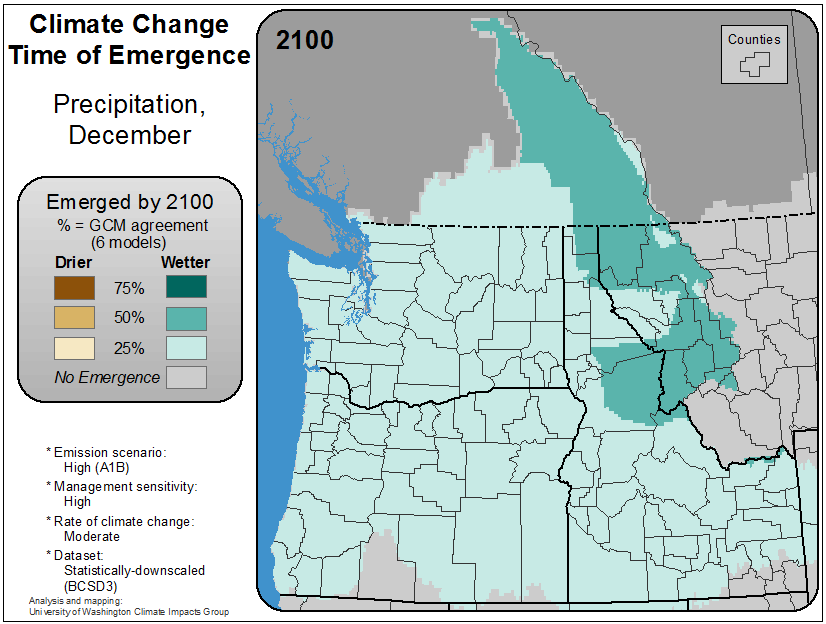 Climate Change
Time of Emergence
Precipitation,
December
Emerged by 2100
% = GCM agreement
(6 models)
Drier Wetter
75%
50%
25%
No Emergence
* Emission scenario:
High (A1B)
* Management sensitivity:
High
* Rate of climate change:
Moderate
* Dataset:
Statistically-downscaled
(BCSD3)
Analysis and mapping:
University of Washington Climate Impacts Group
2100
Counties